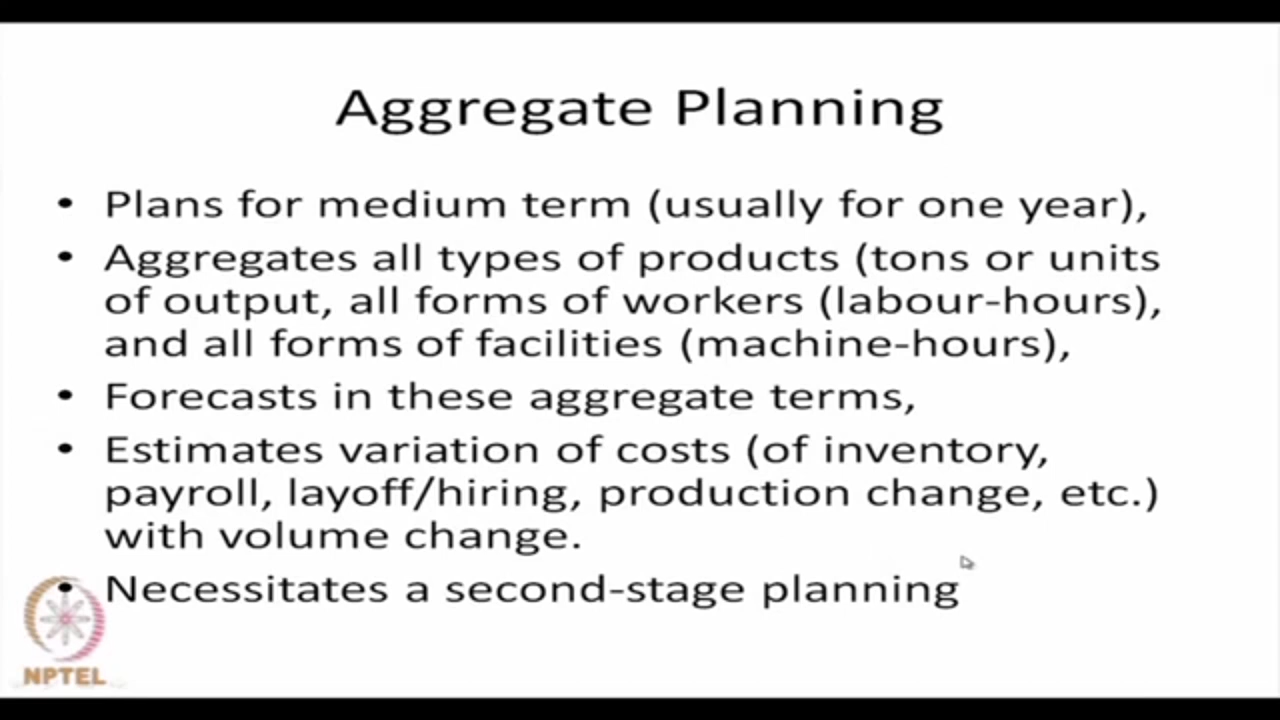 Aggregate Planning
• Plans for medium term (usually for one year),
• Aggregates all types of products (tons or units
of output, all forms of workers (labour-hours),
and all forms of facilities (machine-hours),
• Forecasts in these aggregate terms,
• Estimates variation of costs (of inventory,
payroll, layoff/hiring, production change, etc.)
with volume change.
• Necessitates a second-stage planning
NPTEL